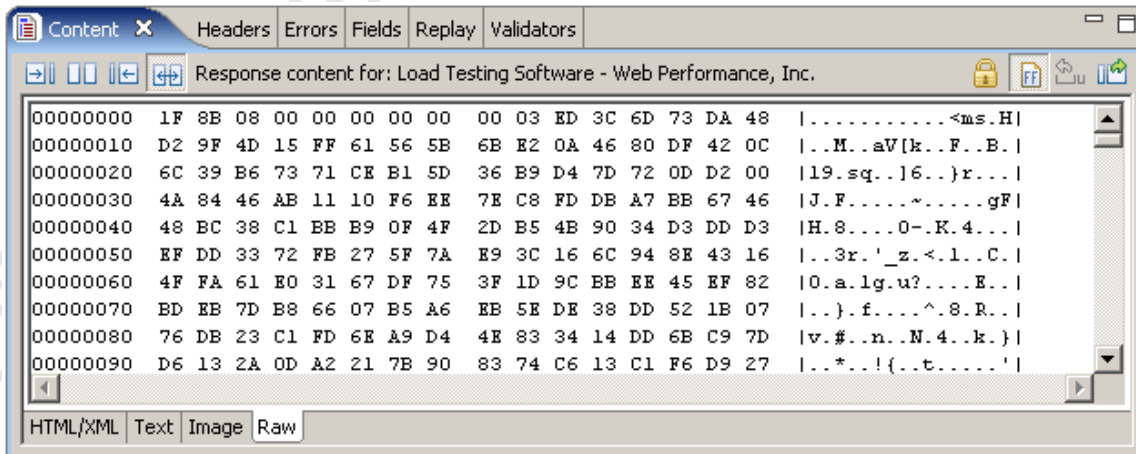 Content Headers Errors Fields Replay Validators
Response content for: Load Testing Software - Web Performance, Inc. FF
00000000 1F 8B 08 00 00 00 00 00 00 03 ED 3C 6D 73 DA 48 |...........<ms.H|
00000010 D2 9F 4D 15 FF 61 56 5B 6B E2 0A 46 80 DF 42 0C |..M..aV[k..F..B.|
00000020 6C 39 B6 73 71 CE B1 5D 36 B9 D4 7D 72 0D D2 00 |l9.sq..]6..}r...|
00000030 4A 84 46 AB 11 10 F6 EE 7E C8 FD DB A7 BB 67 46 |J.F.....~.....gF|
00000040 48 BC 38 C1 BB B9 0F 4F 2D B5 4B 90 34 D3 DD D3 |H.8....O-.K.4...|
00000050 EF DD 33 72 FB 27 5F 7A E9 3C 16 6C 94 8E 43 16 |..3r.'_z.<.l..C.|
00000060 4F FA 61 E0 31 67 DF 75 3F 1D 9C BB EE 45 EF 82 |O.a.1g.u?....E..|
00000070 BD EB 7D B8 66 07 B5 A6 EB 5E DE 38 DD 52 1B 07 |..}.f....^.8.R..|
00000080 76 DB 23 C1 FD 6E A9 D4 4E 83 34 14 DD 6B C9 7D |v.#..n..N.4..k.}|
00000090 D6 13 2A 0D A2 21 7B 90 83 74 C6 13 C1 F6 D9 27 |..*..!{..t.....'|
HTML/XML Text Image Raw